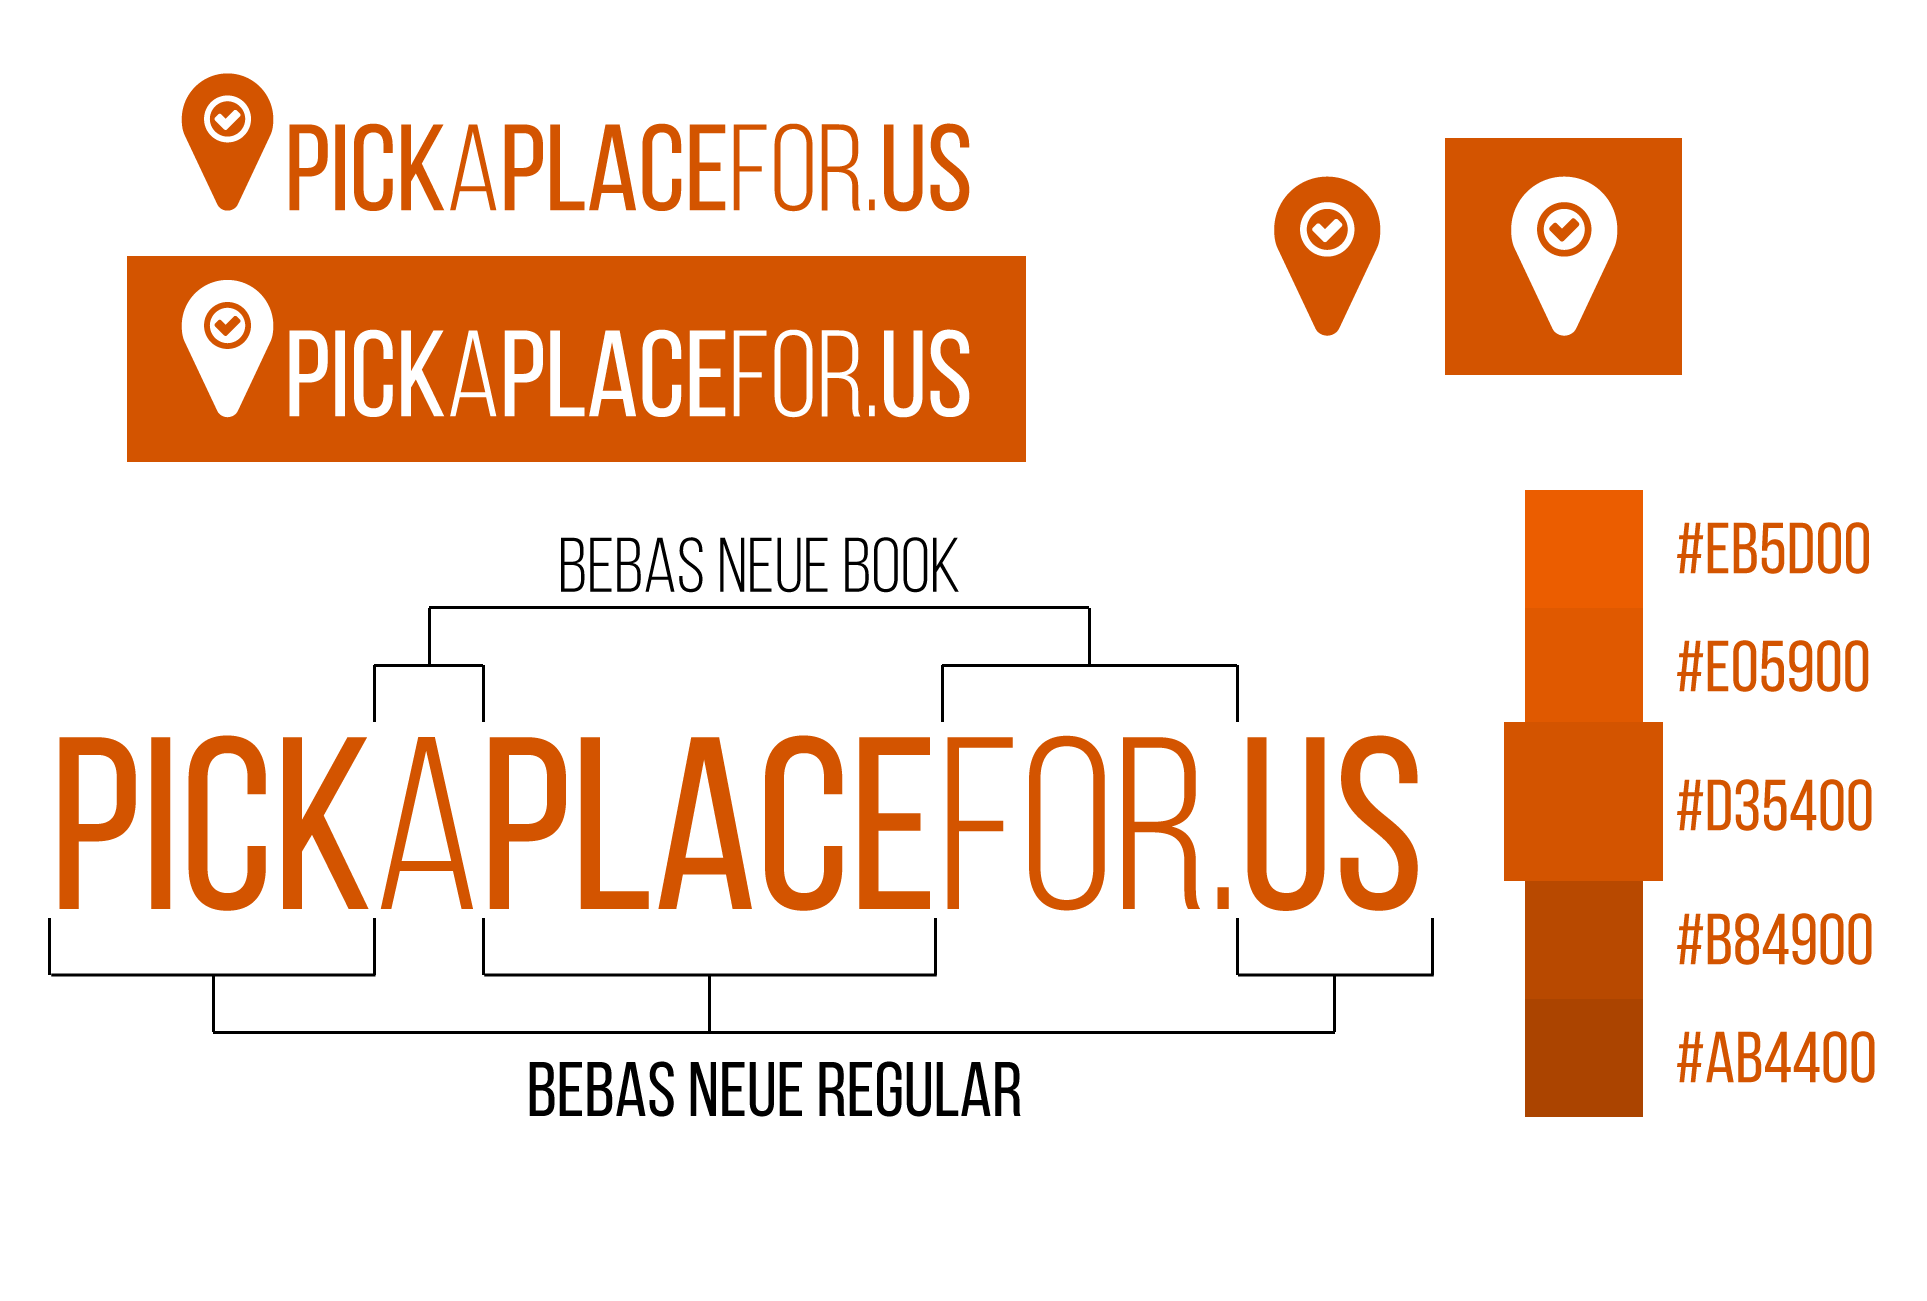 PICKAPLACEFOR.US
PICKAPLACEFOR.US
BEBAS NEUE BOOK
PICKAPLACEFOR.US
BEBAS NEUE REGULAR
#EB5D00
#E05900
#D35400
#B84900
#AB4400